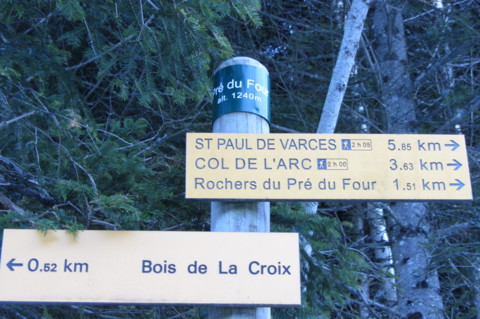 Pré du Four
alt. 1240m
ST PAUL DE VARCES 2 h 05 5.85 km →
COL DE L'ARC 2 h 00 3.63 km →
Rochers du Pré du Four 1.51 km →
← 0.52 km Bois de La Croix